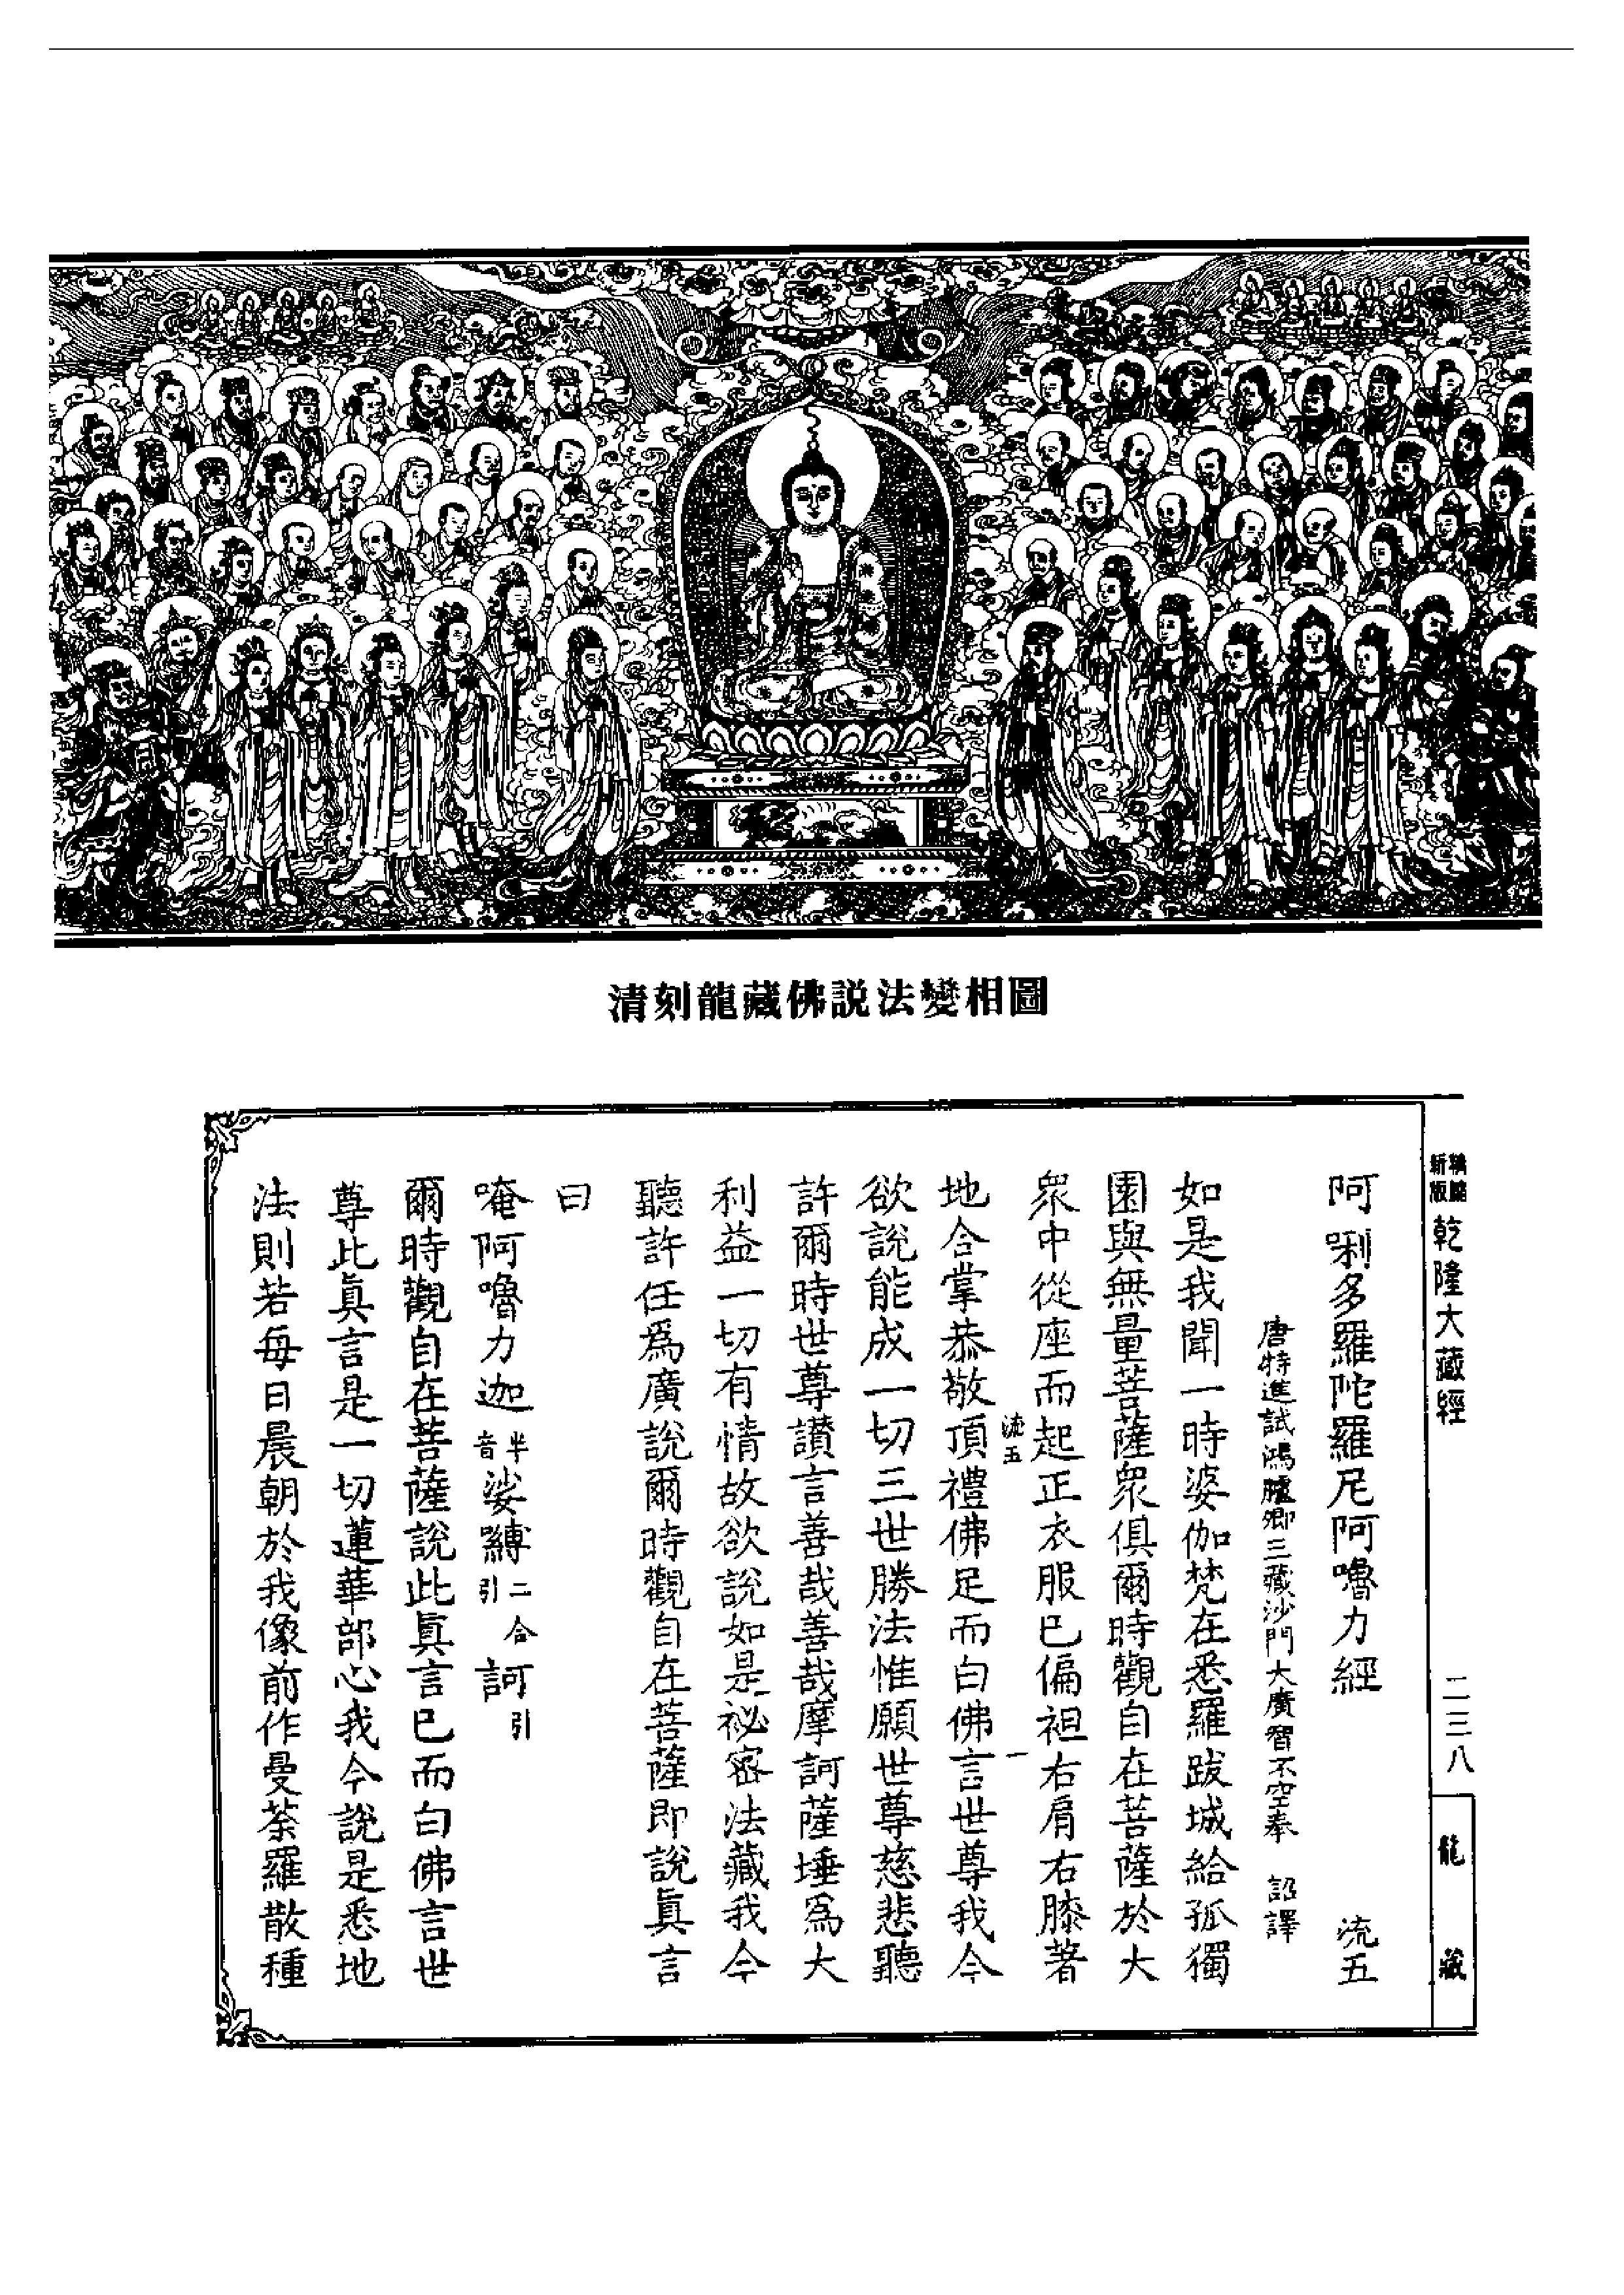 清刻龍藏佛説法變相圖
新版
乾隆大藏經
一二三八
龍藏
阿唎多羅陀羅尼阿嚕力經 流五
唐特進試鴻臚卿三藏沙門大廣智不空奉 詔譯
如是我聞一時婆伽梵在悉羅跋城給孤獨
園與無量菩薩眾俱爾時觀自在菩薩於大
眾中從座而起正衣服已偏袒右肩右膝著
流五 一
地合掌恭敬頂禮佛足而白佛言世尊我今
欲說能成一切三世勝法惟願世尊慈悲聽
許爾時世尊讃言善哉善哉摩訶薩埵為大
利益一切有情故欲說如是祕密法藏我今
聽許任為廣說爾時觀自在菩薩即說真言
曰
唵阿嚕力迦半音娑縛二合引訶引
爾時觀自在菩薩說此真言已而白佛言世
尊此真言是一切蓮華部心我今說是悉地
法則若每日晨朝於我像前作曼荼羅散種